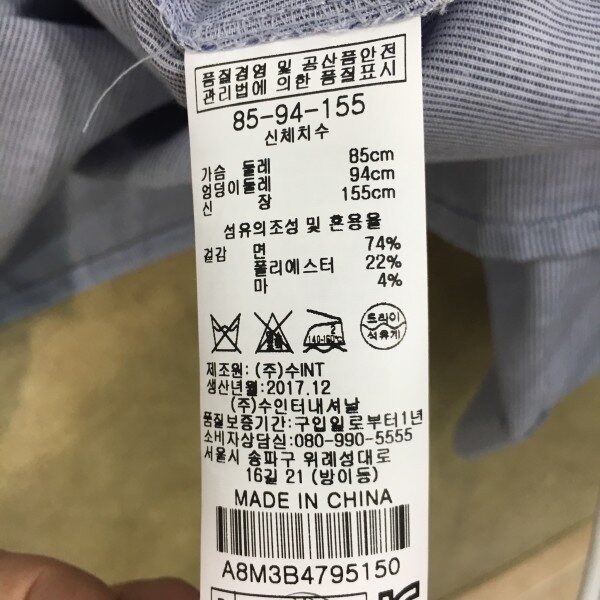 품질경영 및 공산품안전
관리법에 의한 품질표시
85-94-155
신체치수
가슴 둘레 85cm
엉덩이둘레 94cm
신 장 155cm
섬유의조성 및 혼용율
겉감 면 74%
폴리에스터 22%
마 4%
2
140-160℃
드라이
석유계
제조원: (주)수INT
생산년월:2017.12
(주)수인터내셔날
품질보증기간:구입일로부터1년
소비자상담신:080-990-5555
서울시 송파구 위례성대로
16길 21 (방이동)
MADE IN CHINA
A8M3B4795150